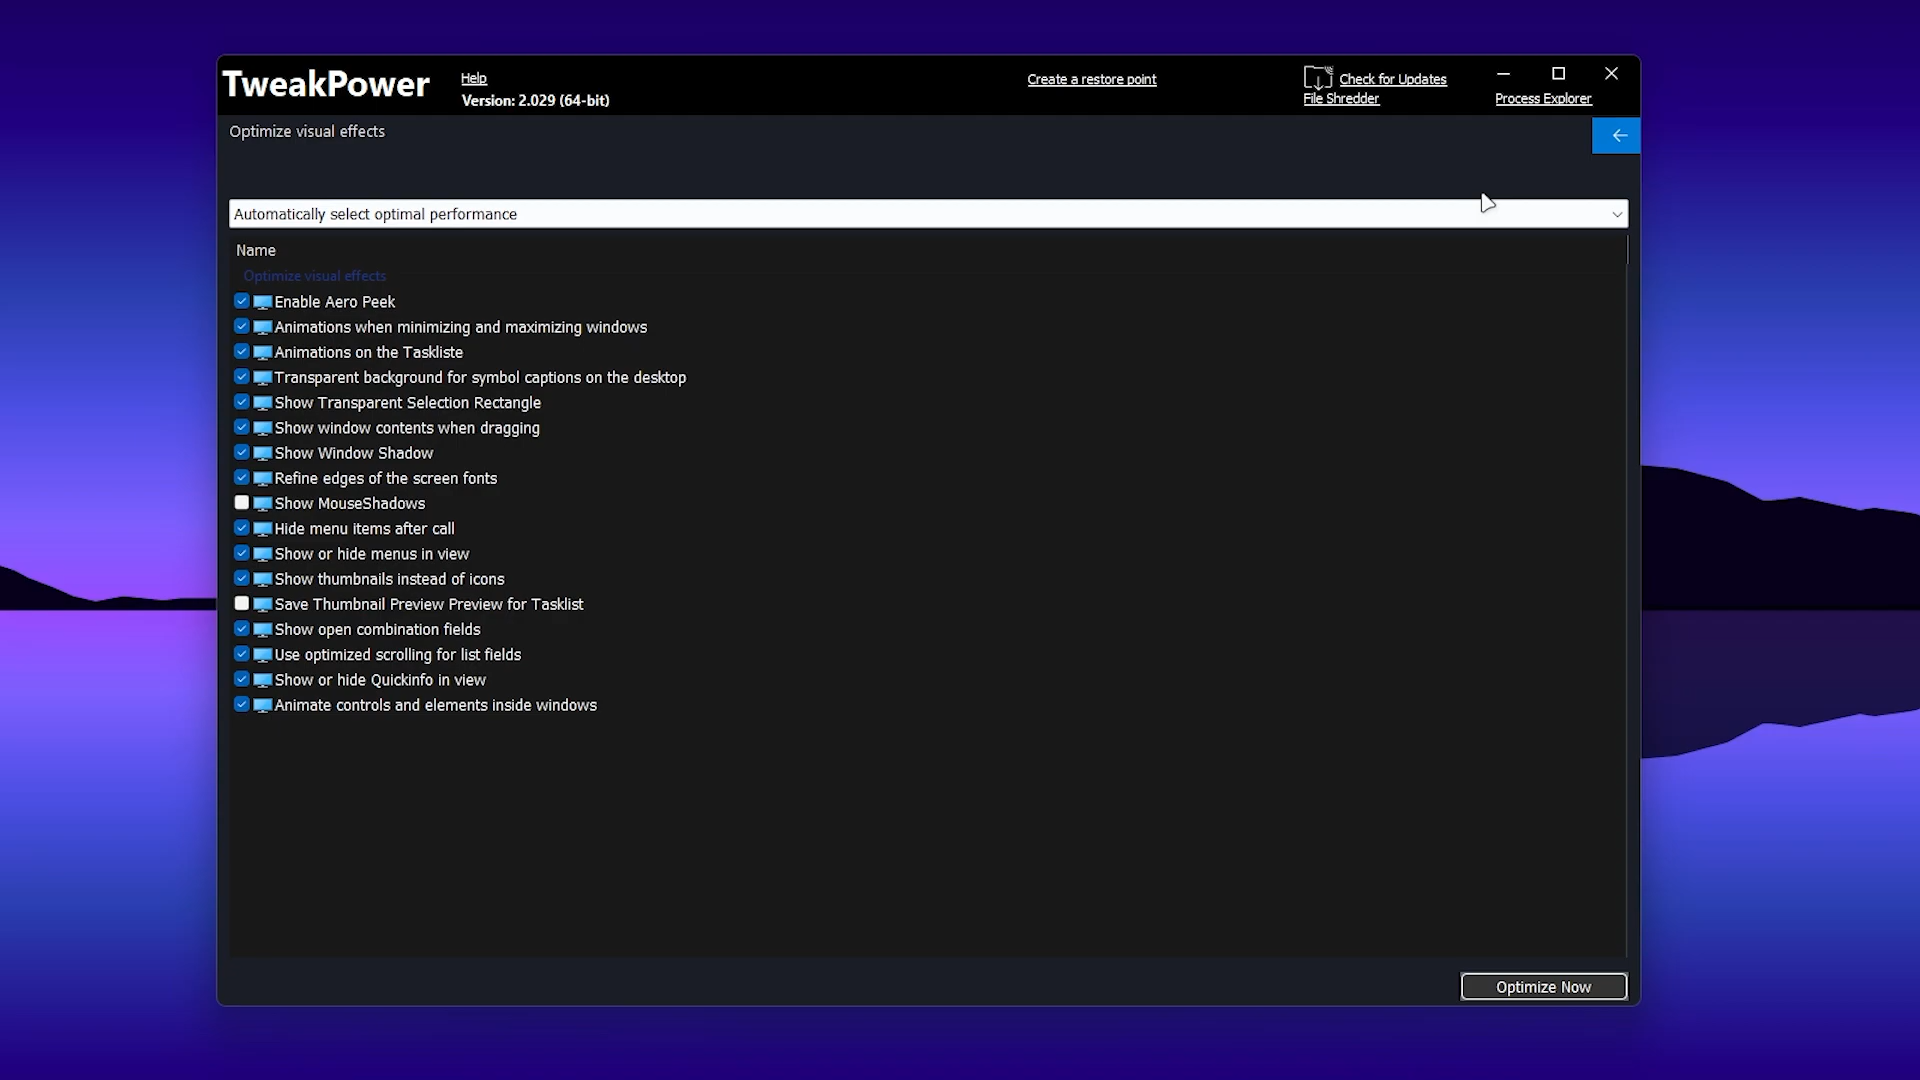 TweakPower
Help
Version: 2.029 (64-bit)
Create a restore point
Check for Updates
File Shredder
Process Explorer
Optimize visual effects
Automatically select optimal performance
Name
Optimize visual effects
Enable Aero Peek
Animations when minimizing and maximizing windows
Animations on the Taskliste
Transparent background for symbol captions on the desktop
Show Transparent Selection Rectangle
Show window contents when dragging
Show Window Shadow
Refine edges of the screen fonts
Show MouseShadows
Hide menu items after call
Show or hide menus in view
Show thumbnails instead of icons
Save Thumbnail Preview Preview for Tasklist
Show open combination fields
Use optimized scrolling for list fields
Show or hide Quickinfo in view
Animate controls and elements inside windows
Optimize Now